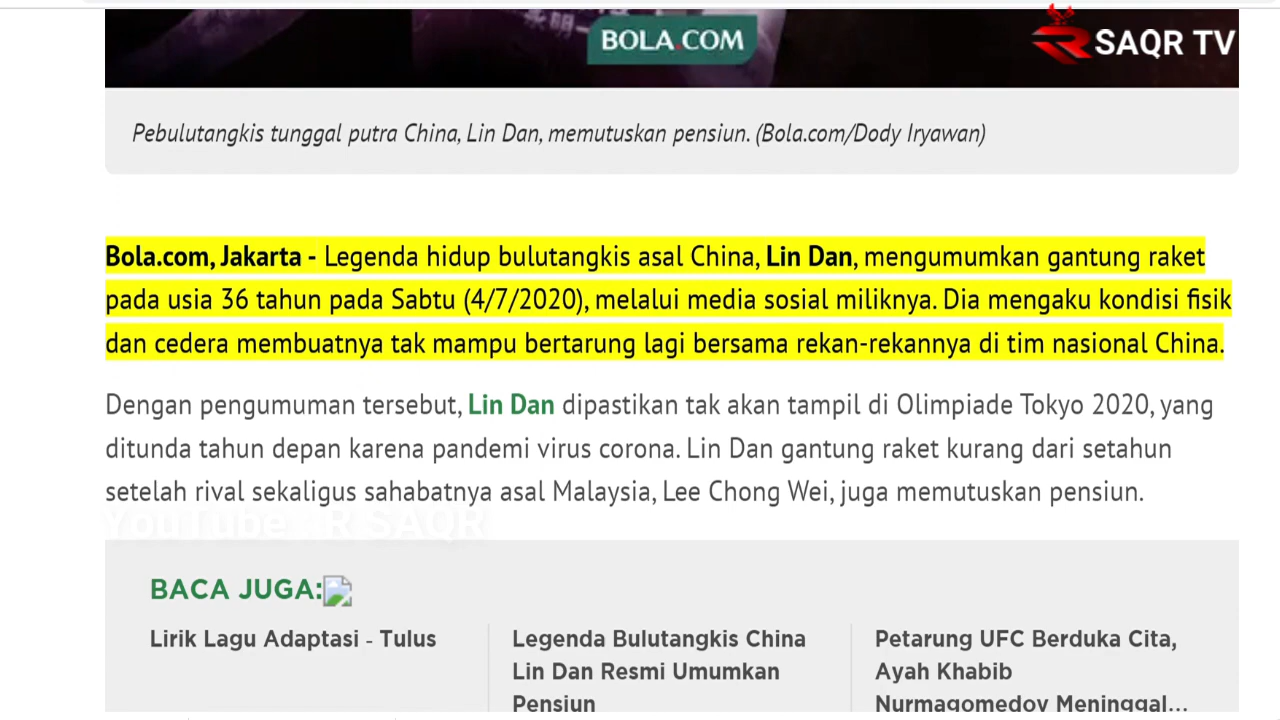 BOLA.COM
SAQR TV
Pebulutangkis tunggal putra China, Lin Dan, memutuskan pensiun. (Bola.com/Dody Iryawan)
Bola.com, Jakarta - Legenda hidup bulutangkis asal China, Lin Dan, mengumumkan gantung raket
pada usia 36 tahun pada Sabtu (4/7/2020), melalui media sosial miliknya. Dia mengaku kondisi fisik
dan cedera membuatnya tak mampu bertarung lagi bersama rekan-rekannya di tim nasional China.
Dengan pengumuman tersebut, Lin Dan dipastikan tak akan tampil di Olimpiade Tokyo 2020, yang
ditunda tahun depan karena pandemi virus corona. Lin Dan gantung raket kurang dari setahun
setelah rival sekaligus sahabatnya asal Malaysia, Lee Chong Wei, juga memutuskan pensiun.
YouTube : R SAQR
BACA JUGA:
Lirik Lagu Adaptasi - Tulus
Legenda Bulutangkis China
Lin Dan Resmi Umumkan
Pensiun
Petarung UFC Berduka Cita,
Ayah Khabib
Nurmagomedov Meninggal...